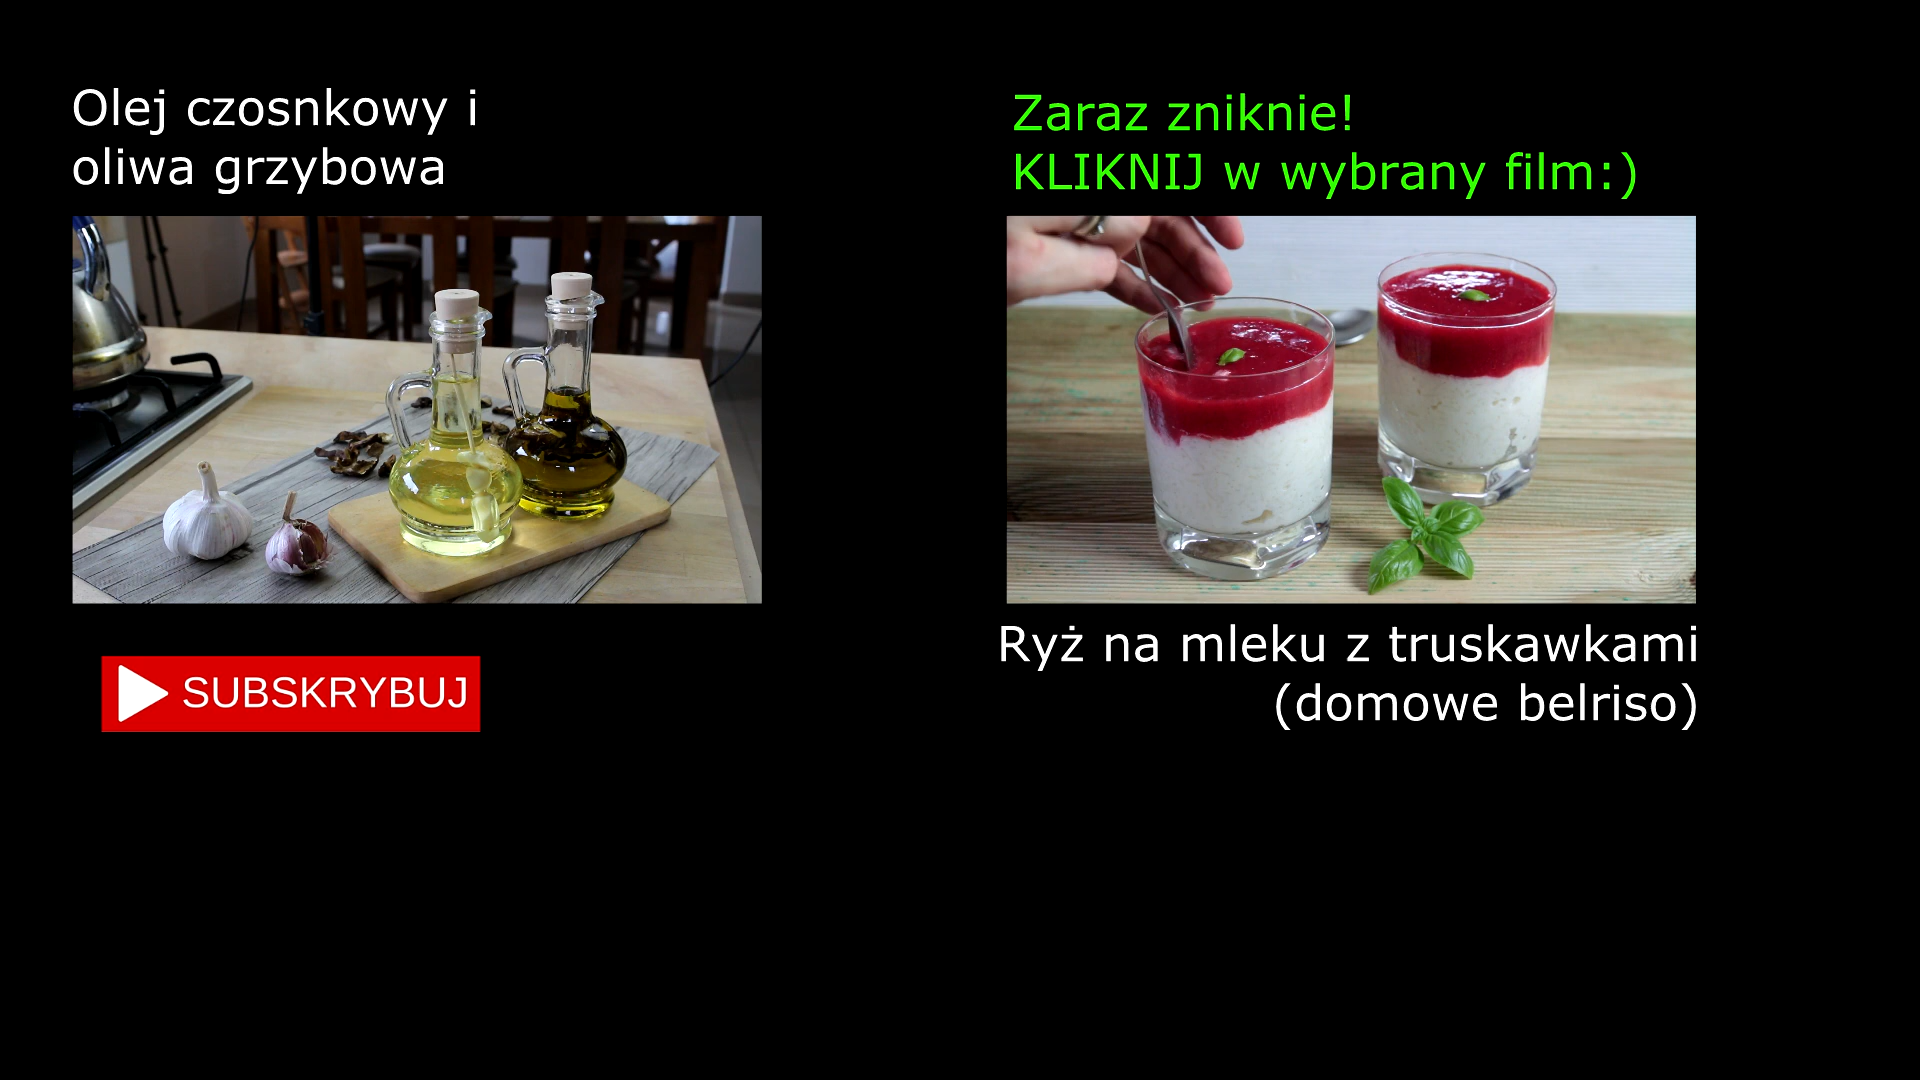 Olej czosnkowy i
oliwa grzybowa
Zaraz zniknie!
KLIKNIJ w wybrany film:)
SUBSKRYBUJ
Ryż na mleku z truskawkami
(domowe belriso)